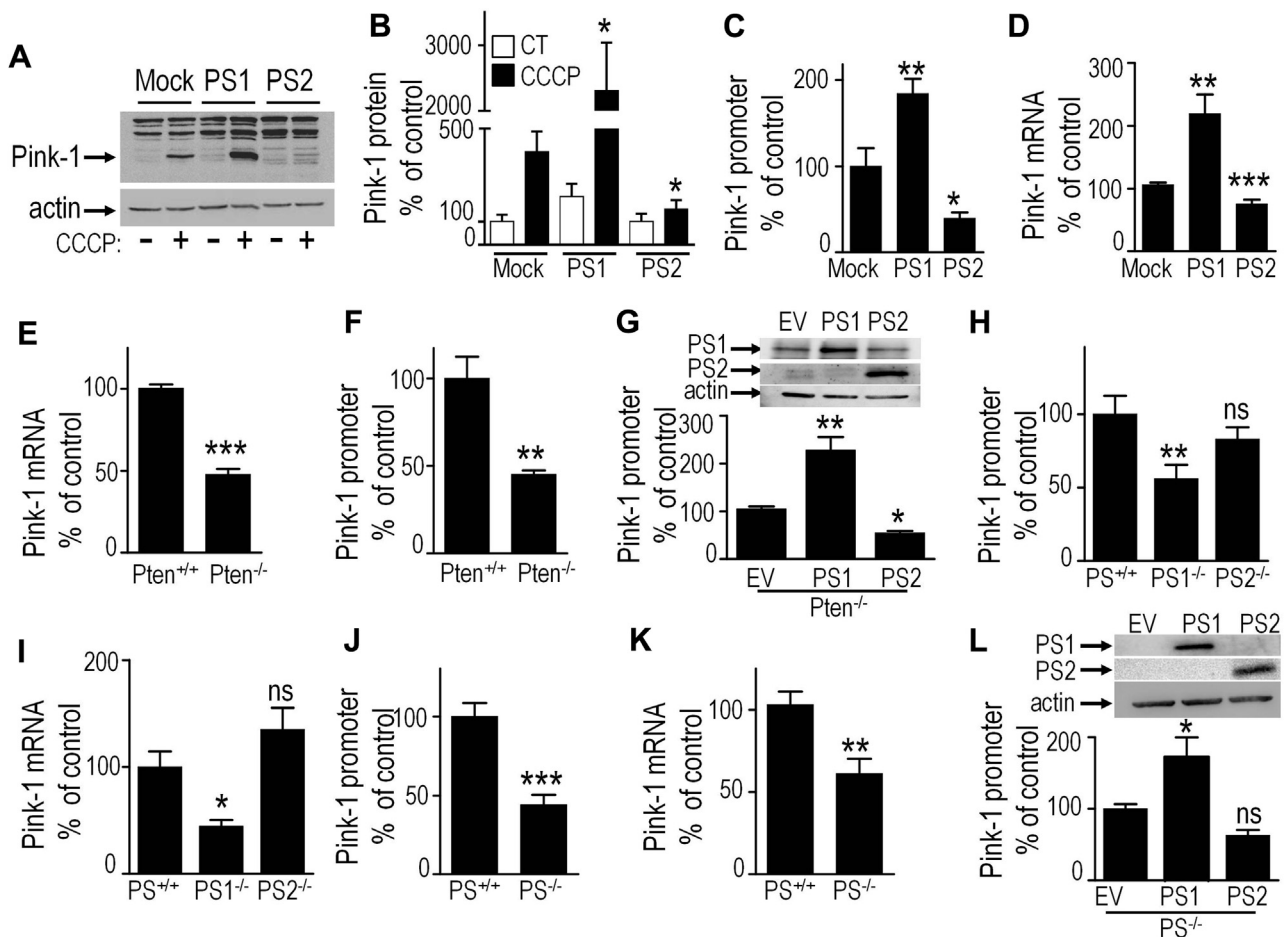 A
Mock PS1 PS2
Pink-1
actin
CCCP: - + - + - +
B
Pink-1 protein
% of control
3000
2000
500
100
0
CT
CCCP
*
*
Mock PS1 PS2
C
Pink-1 promoter
% of control
200
100
0
**
*
Mock PS1 PS2
D
Pink-1 mRNA
% of control
300
200
100
0
**
***
Mock PS1 PS2
E
Pink-1 mRNA
% of control
100
50
0
***
Pten+/+ Pten-/-
F
Pink-1 promoter
% of control
100
50
0
**
Pten+/+ Pten-/-
G
EV PS1 PS2
PS1
PS2
actin
Pink-1 promoter
% of control
300
200
100
0
**
*
EV PS1 PS2
Pten-/-
H
Pink-1 promoter
% of control
100
50
0
**
ns
PS+/+ PS1-/- PS2-/-
I
Pink-1 mRNA
% of control
200
100
0
*
ns
PS+/+ PS1-/- PS2-/-
J
Pink-1 promoter
% of control
100
50
0
***
PS+/+ PS-/-
K
Pink-1 mRNA
% of control
100
50
0
**
PS+/+ PS-/-
L
EV PS1 PS2
PS1
PS2
actin
Pink-1 promoter
% of control
200
100
0
*
ns
EV PS1 PS2
PS-/-